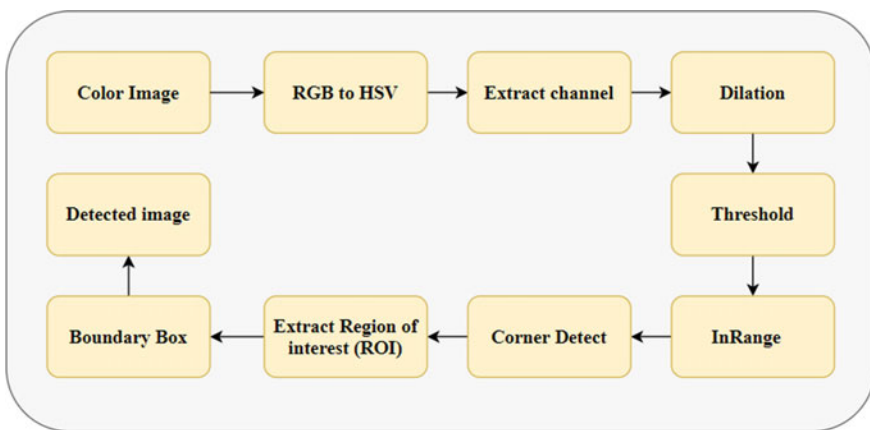 Color Image
RGB to HSV
Extract channel
Dilation
Threshold
InRange
Corner Detect
Extract Region of
interest (ROI)
Boundary Box
Detected image